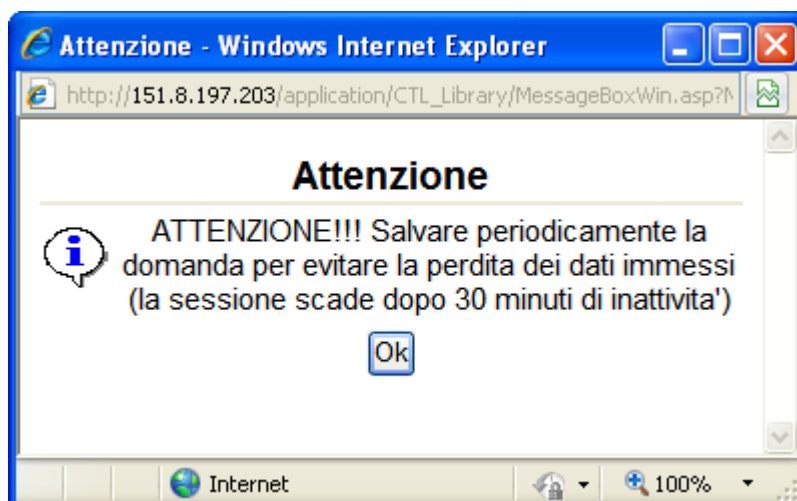 Attenzione - Windows Internet Explorer
http://151.8.197.203/application/CTL_Library/MessageBoxWin.asp?
Attenzione
ATTENZIONE!!! Salvare periodicamente la
domanda per evitare la perdita dei dati immessi
(la sessione scade dopo 30 minuti di inattivita')
Ok
Internet
100%